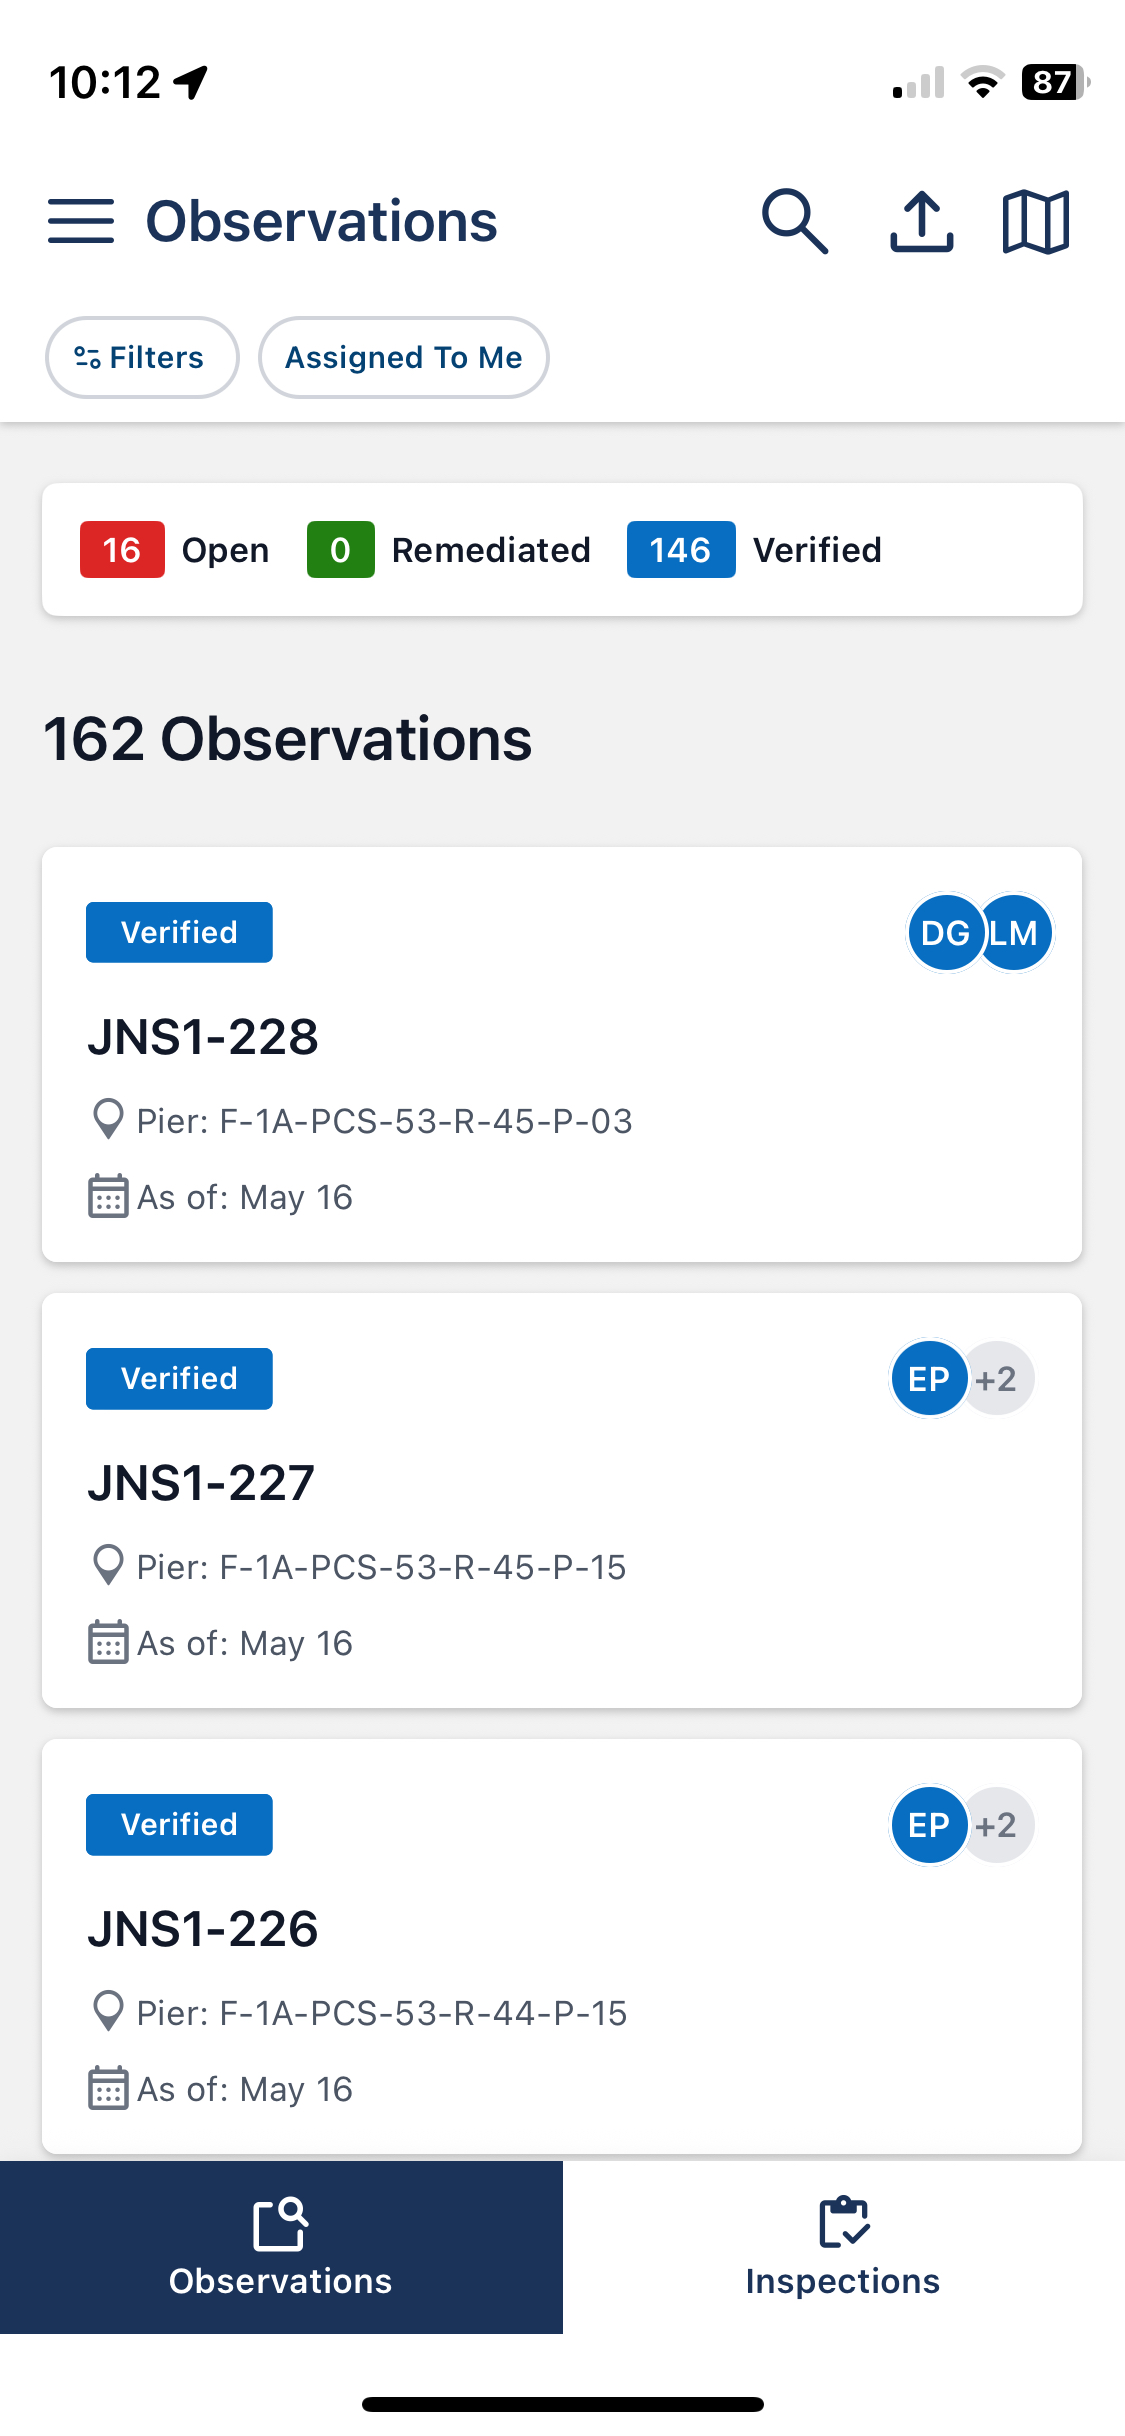 10:12
87
Observations
Filters
Assigned To Me
16 Open 0 Remediated 146 Verified
162 Observations
Verified
DG LM
JNS1-228
Pier: F-1A-PCS-53-R-45-P-03
As of: May 16
Verified
EP +2
JNS1-227
Pier: F-1A-PCS-53-R-45-P-15
As of: May 16
Verified
EP +2
JNS1-226
Pier: F-1A-PCS-53-R-44-P-15
As of: May 16
Observations
Inspections